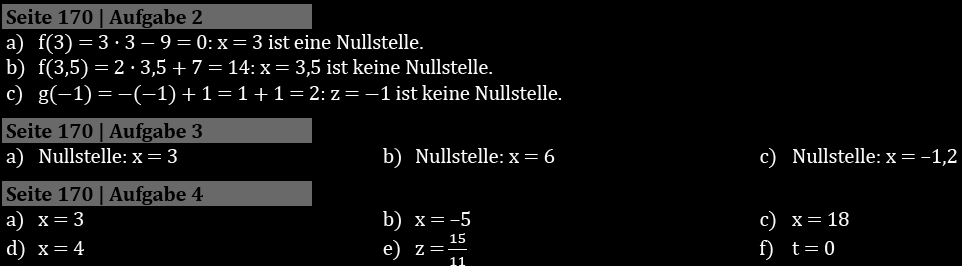 Seite 170 | Aufgabe 2
a) f(3) = 3 · 3 − 9 = 0: x = 3 ist eine Nullstelle.
b) f(3,5) = 2 · 3,5 + 7 = 14: x = 3,5 ist keine Nullstelle.
c) g(−1) = −(−1) + 1 = 1 + 1 = 2: z = −1 ist keine Nullstelle.
Seite 170 | Aufgabe 3
a) Nullstelle: x = 3 b) Nullstelle: x = 6 c) Nullstelle: x = –1,2
Seite 170 | Aufgabe 4
a) x = 3 b) x = –5 c) x = 18
d) x = 4 e) z = 15/11 f) t = 0